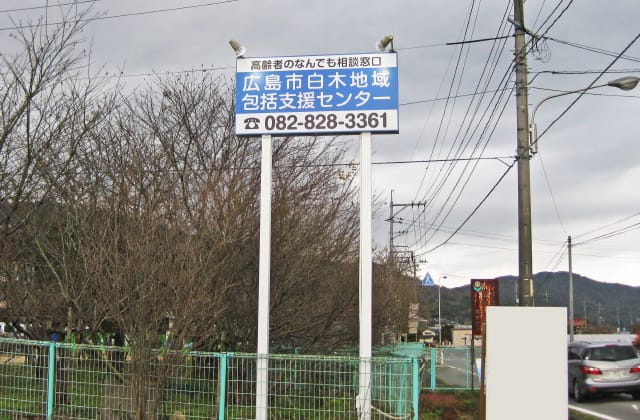 高齢者のなんでも相談窓口
広島市白木地域
包括支援センター
☎082-828-3361